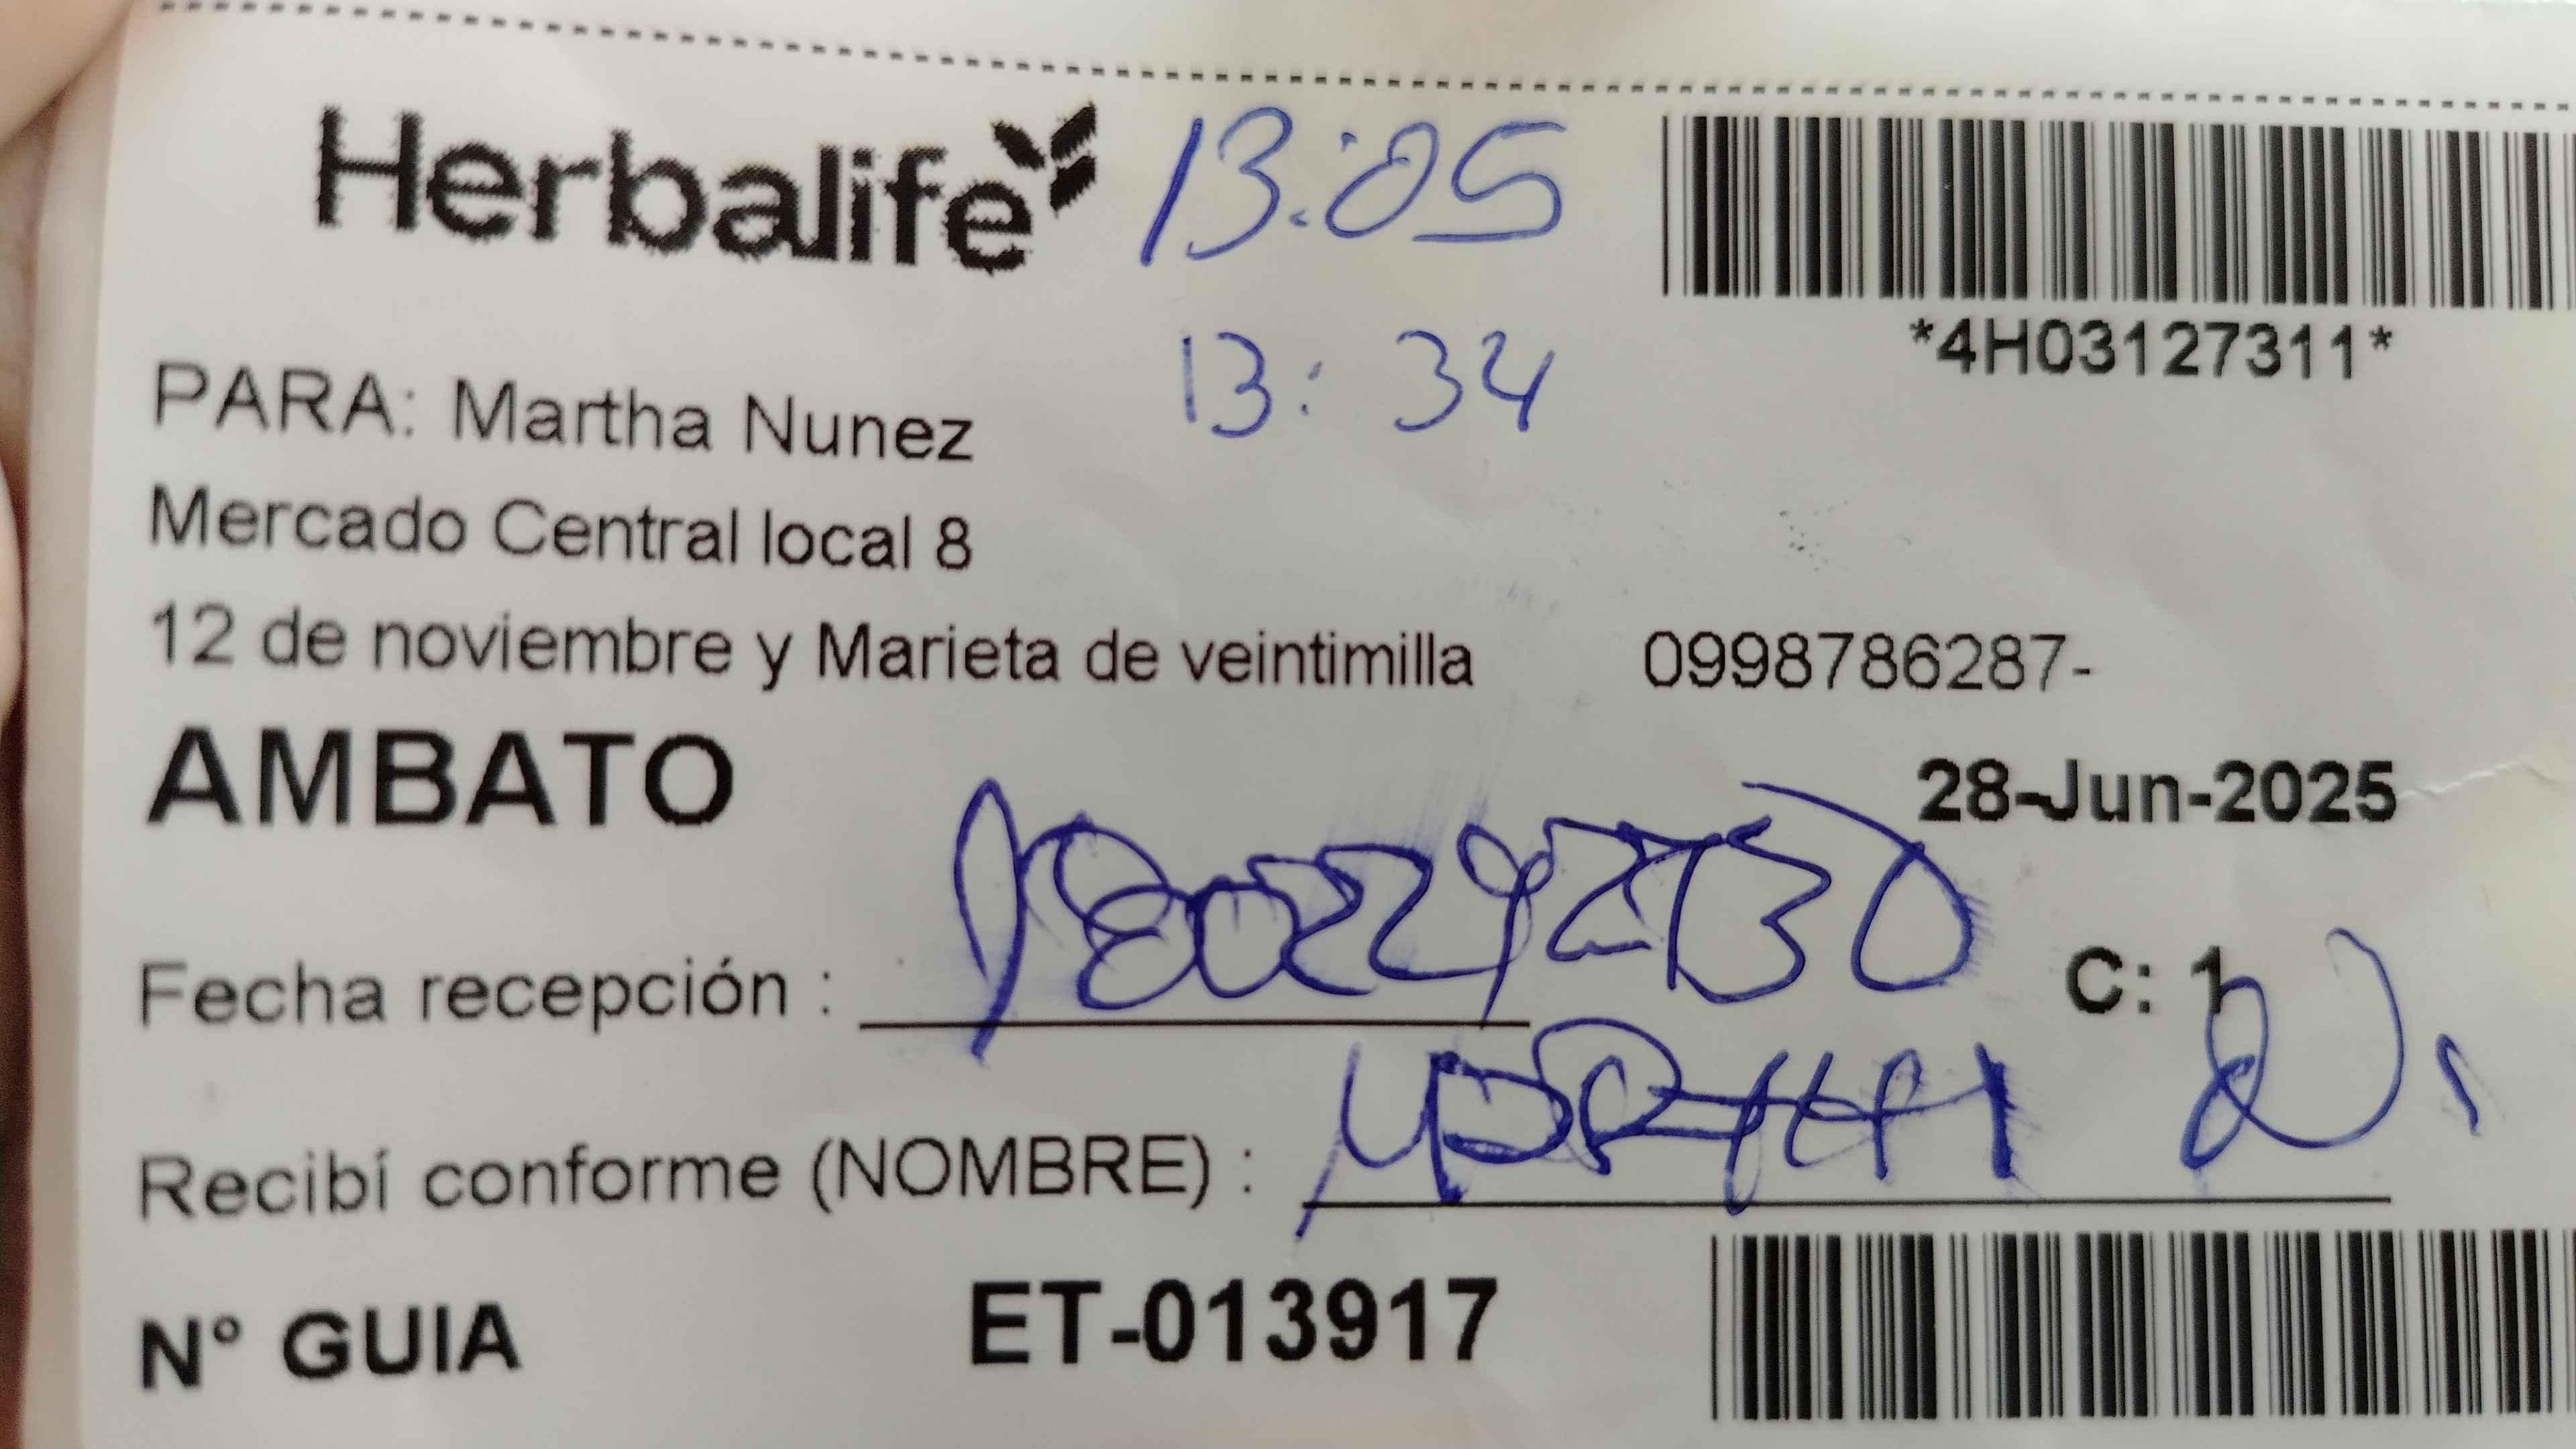 Herbalife 13:05
*4H03127311*
13: 34
PARA: Martha Nunez
Mercado Central local 8
12 de noviembre y Marieta de veintimilla 0998786287-
AMBATO
28-Jun-2025
Fecha recepción :
C: 1
Recibí conforme (NOMBRE) :
N° GUIA ET-013917